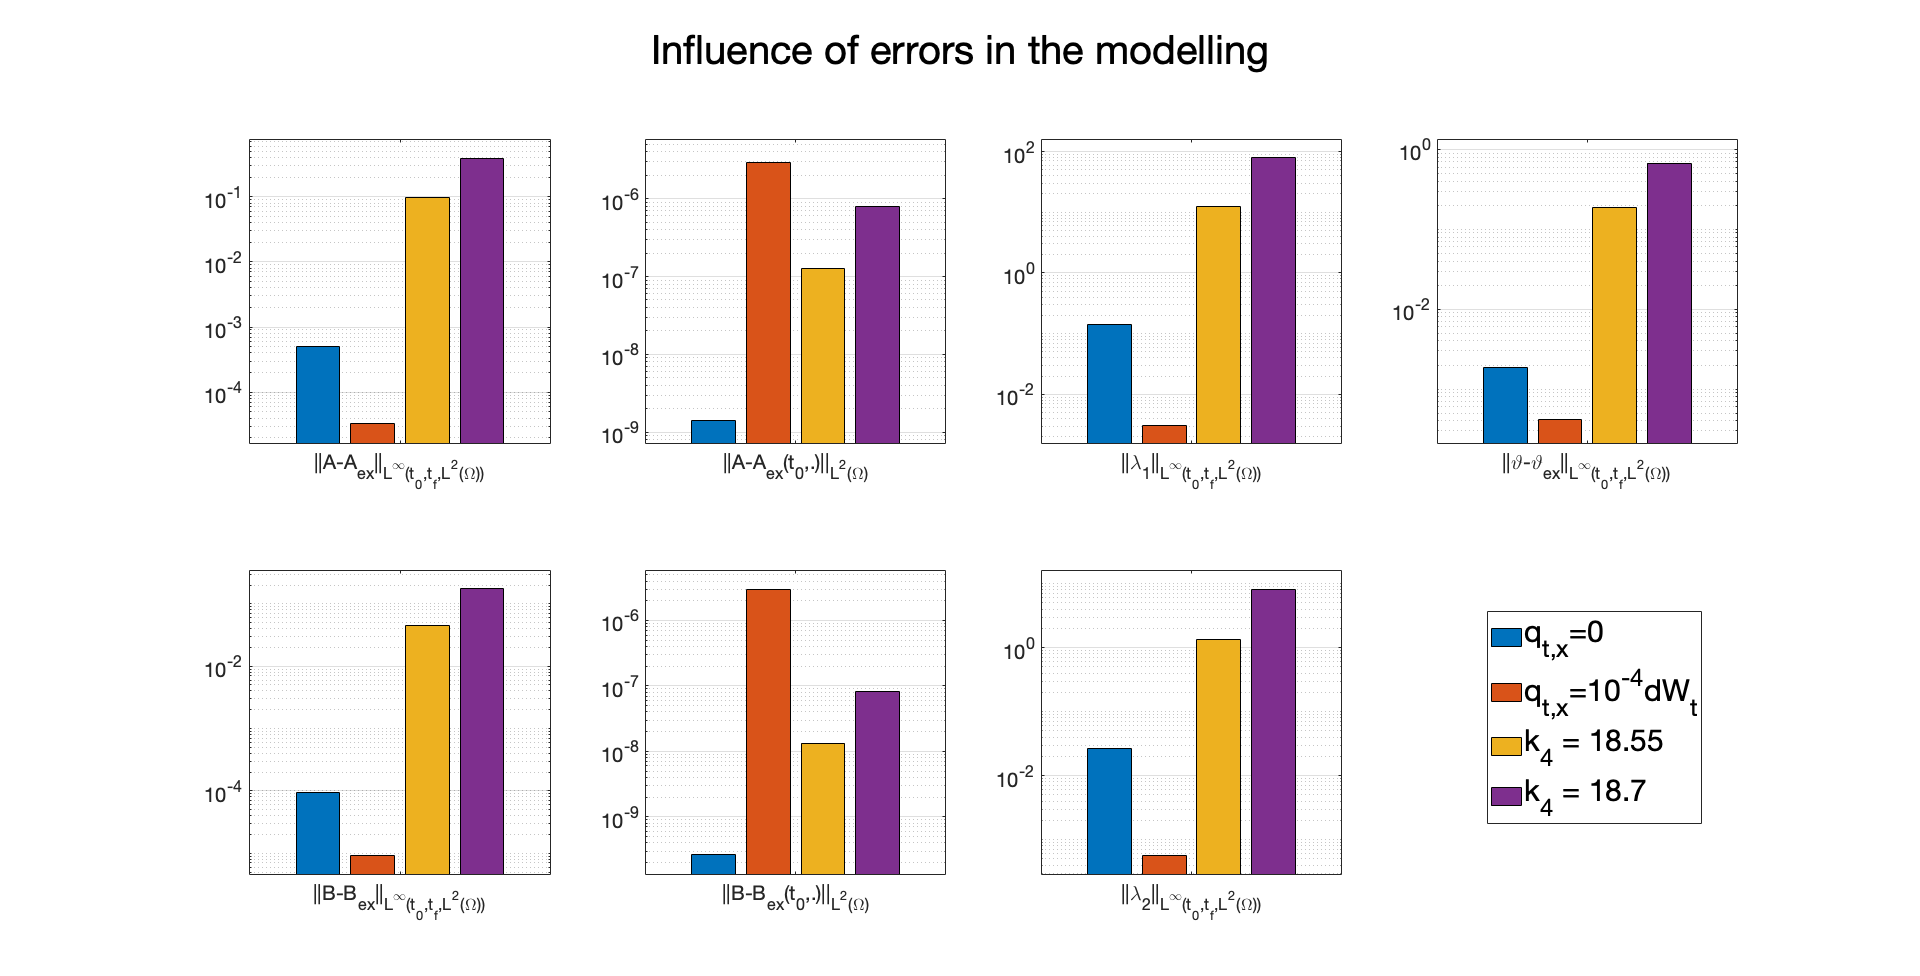 Influence of errors in the modelling
10^-1
10^-2
10^-3
10^-4
||A-A_ex||_L^∞(t_0,t_f,L^2(Ω))
10^-6
10^-7
10^-8
10^-9
||A-A_ex(t_0,.)||_L^2(Ω)
10^2
10^0
10^-2
||λ_1||_L^∞(t_0,t_f,L^2(Ω))
10^0
10^-2
||ϑ-ϑ_ex||_L^∞(t_0,t_f,L^2(Ω))
10^-2
10^-4
||B-B_ex||_L^∞(t_0,t_f,L^2(Ω))
10^-6
10^-7
10^-8
10^-9
||B-B_ex(t_0,.)||_L^2(Ω)
10^0
10^-2
||λ_2||_L^∞(t_0,t_f,L^2(Ω))
q_t,x=0
q_t,x=10^-4dW_t
k_4 = 18.55
k_4 = 18.7